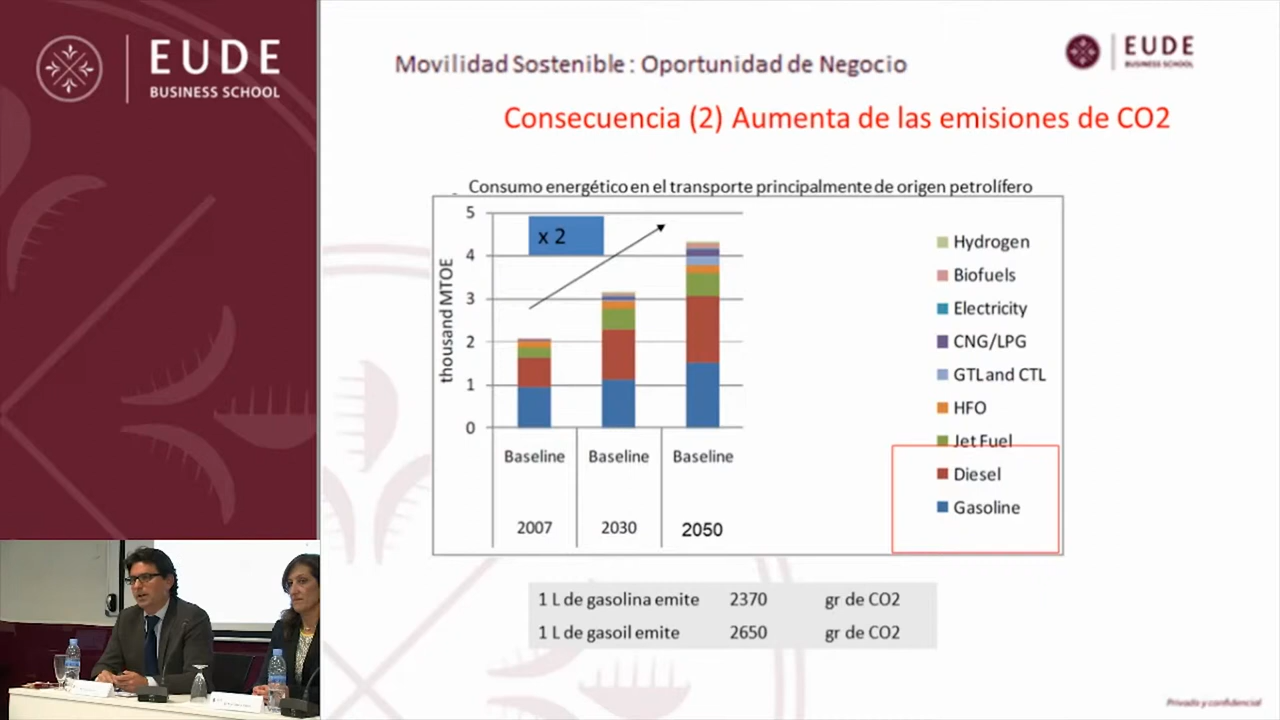 EUDE
BUSINESS SCHOOL
Movilidad Sostenible : Oportunidad de Negocio
EUDE
BUSINESS SCHOOL
Consecuencia (2) Aumenta de las emisiones de CO2
Consumo energético en el transporte principalmente de origen petrolífero
5
4
3
2
1
0
thousand MTOE
x 2
Baseline
Baseline
Baseline
2007
2030
2050
Hydrogen
Biofuels
Electricity
CNG/LPG
GTL and CTL
HFO
Jet Fuel
Diesel
Gasoline
1 L de gasolina emite 2370 gr de CO2
1 L de gasoil emite 2650 gr de CO2
Privado y confidencial